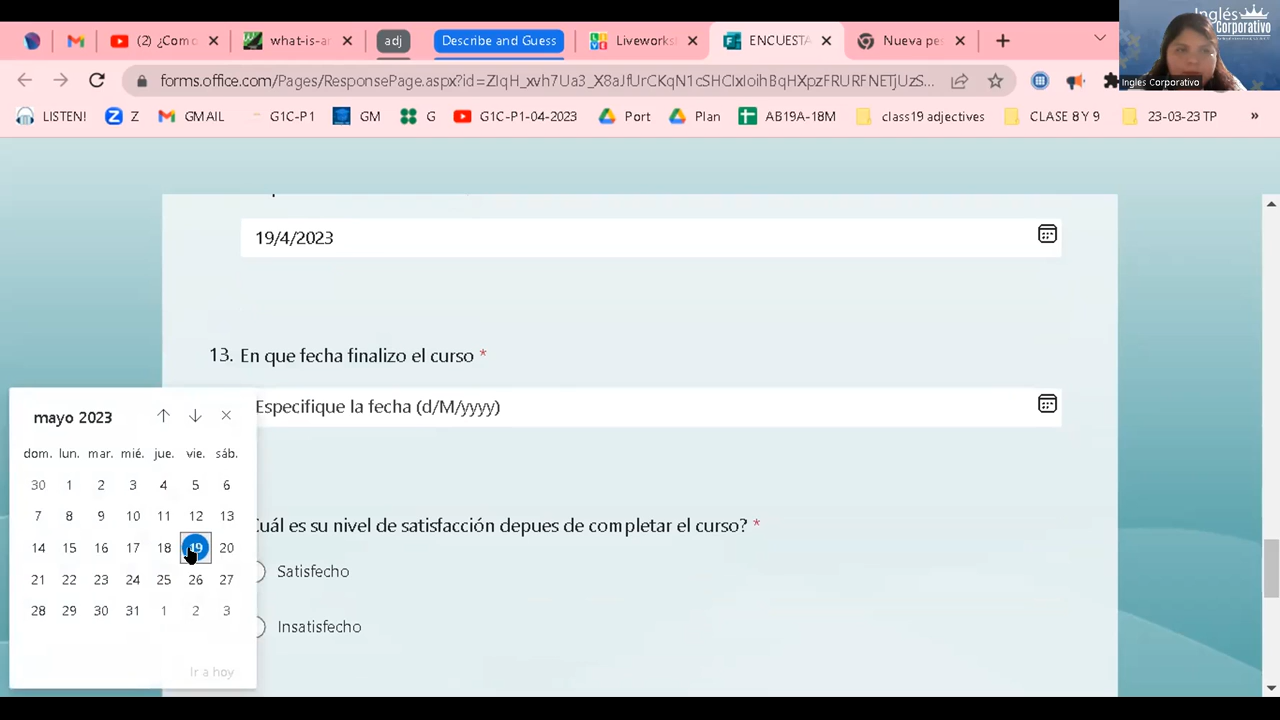 (2) ¿Como
what-is-ar
adj
Describe and Guess
Livework
ENCUESTA
Nueva pe
Inglés
Corporativo
forms.office.com/Pages/ResponsePage.aspx?id=ZIqH_xvh7Ua3_X8aJfUrCKqN1cSHClxIoihBqHXpzFRURFNETjUzS...
Inglés Corporativo
LISTEN!
Z
GMAIL
G1C-P1
GM
G
G1C-P1-04-2023
Port
Plan
AB19A-18M
class19 adjectives
CLASE 8 Y 9
23-03-23 TP
»
19/4/2023
13. En que fecha finalizo el curso *
Especifique la fecha (d/M/yyyy)
mayo 2023
dom. lun. mar. mié. jue. vie. sáb.
30 1 2 3 4 5 6
7 8 9 10 11 12 13
14 15 16 17 18 19 20
21 22 23 24 25 26 27
28 29 30 31 1 2 3
Ir a hoy
uál es su nivel de satisfacción depues de completar el curso? *
Satisfecho
Insatisfecho